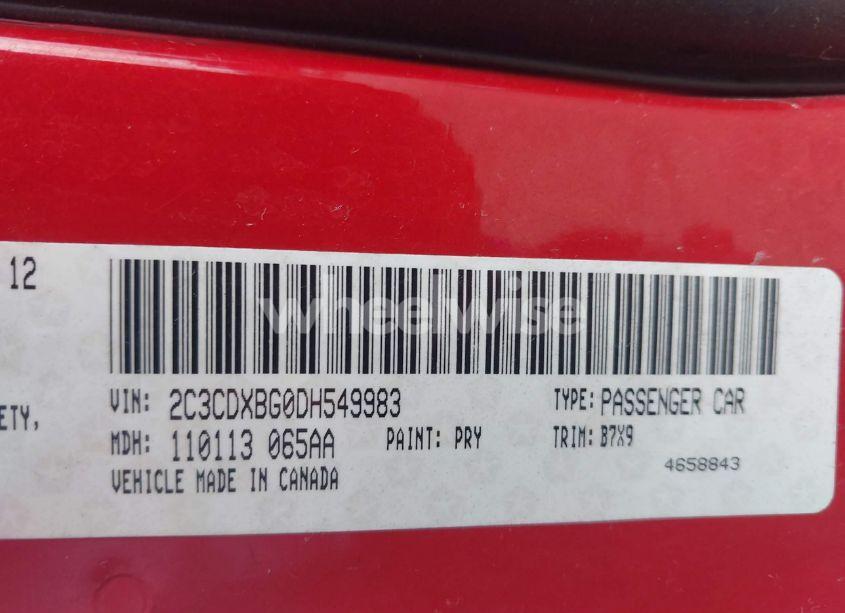 12
wheelwise
VIN: 2C3CDXBG0DH549983 TYPE: PASSENGER CAR
ETY,
MDH: 110113 065AA PAINT: PRY TRIM: B7X9
4658843
VEHICLE MADE IN CANADA